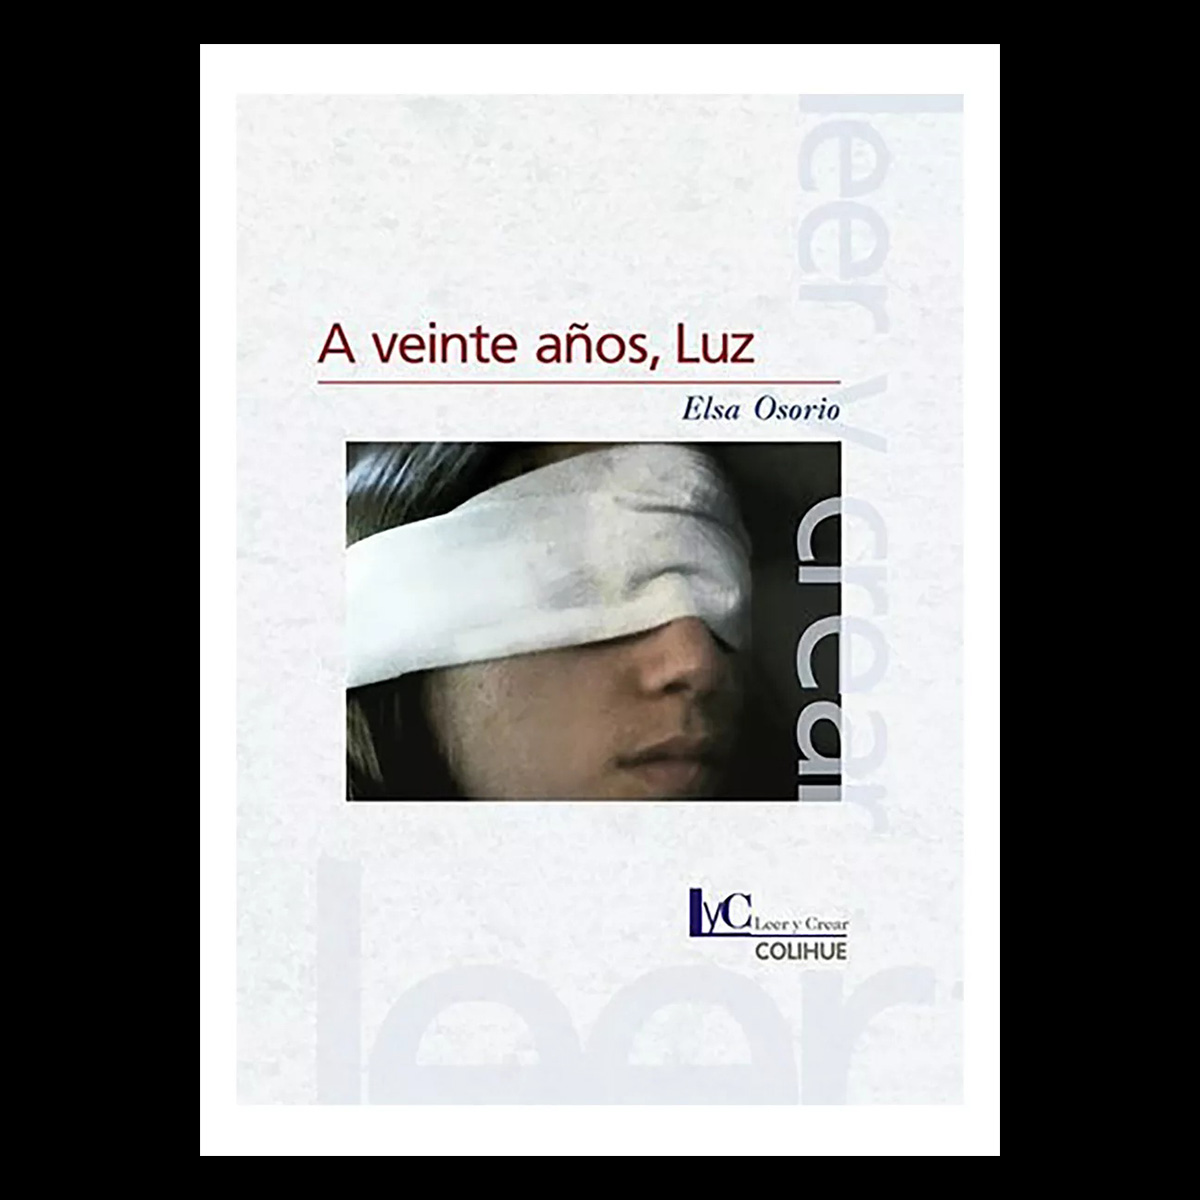 leer y crear
A veinte años, Luz
Elsa Osorio
LyC Leer y Crear
COLIHUE
leer